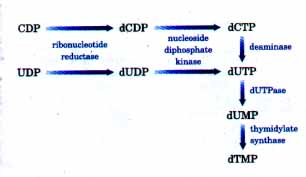 CDP dCDP dCTP
ribonucleotide
reductase
nucleoside
diphosphate
kinase
deaminase
UDP dUDP dUTP
dUTPase
dUMP
thymidylate
synthase
dTMP